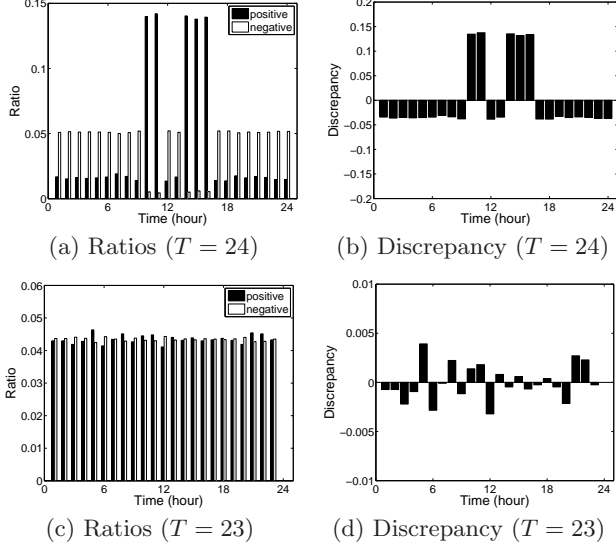 0.15
0.1
0.05
0
Ratio
positive
negative
0 6 12 18 24
Time (hour)
(a) Ratios (T = 24)
0.2
0.15
0.1
0.05
0
−0.05
−0.1
−0.15
−0.2
Discrepancy
0 6 12 18 24
Time (hour)
(b) Discrepancy (T = 24)
0.06
0.05
0.04
0.03
0.02
0.01
0
Ratio
positive
negative
0 6 12 18 24
Time (hour)
(c) Ratios (T = 23)
0.01
0.005
0
−0.005
−0.01
Discrepancy
0 6 12 18 24
Time (hour)
(d) Discrepancy (T = 23)